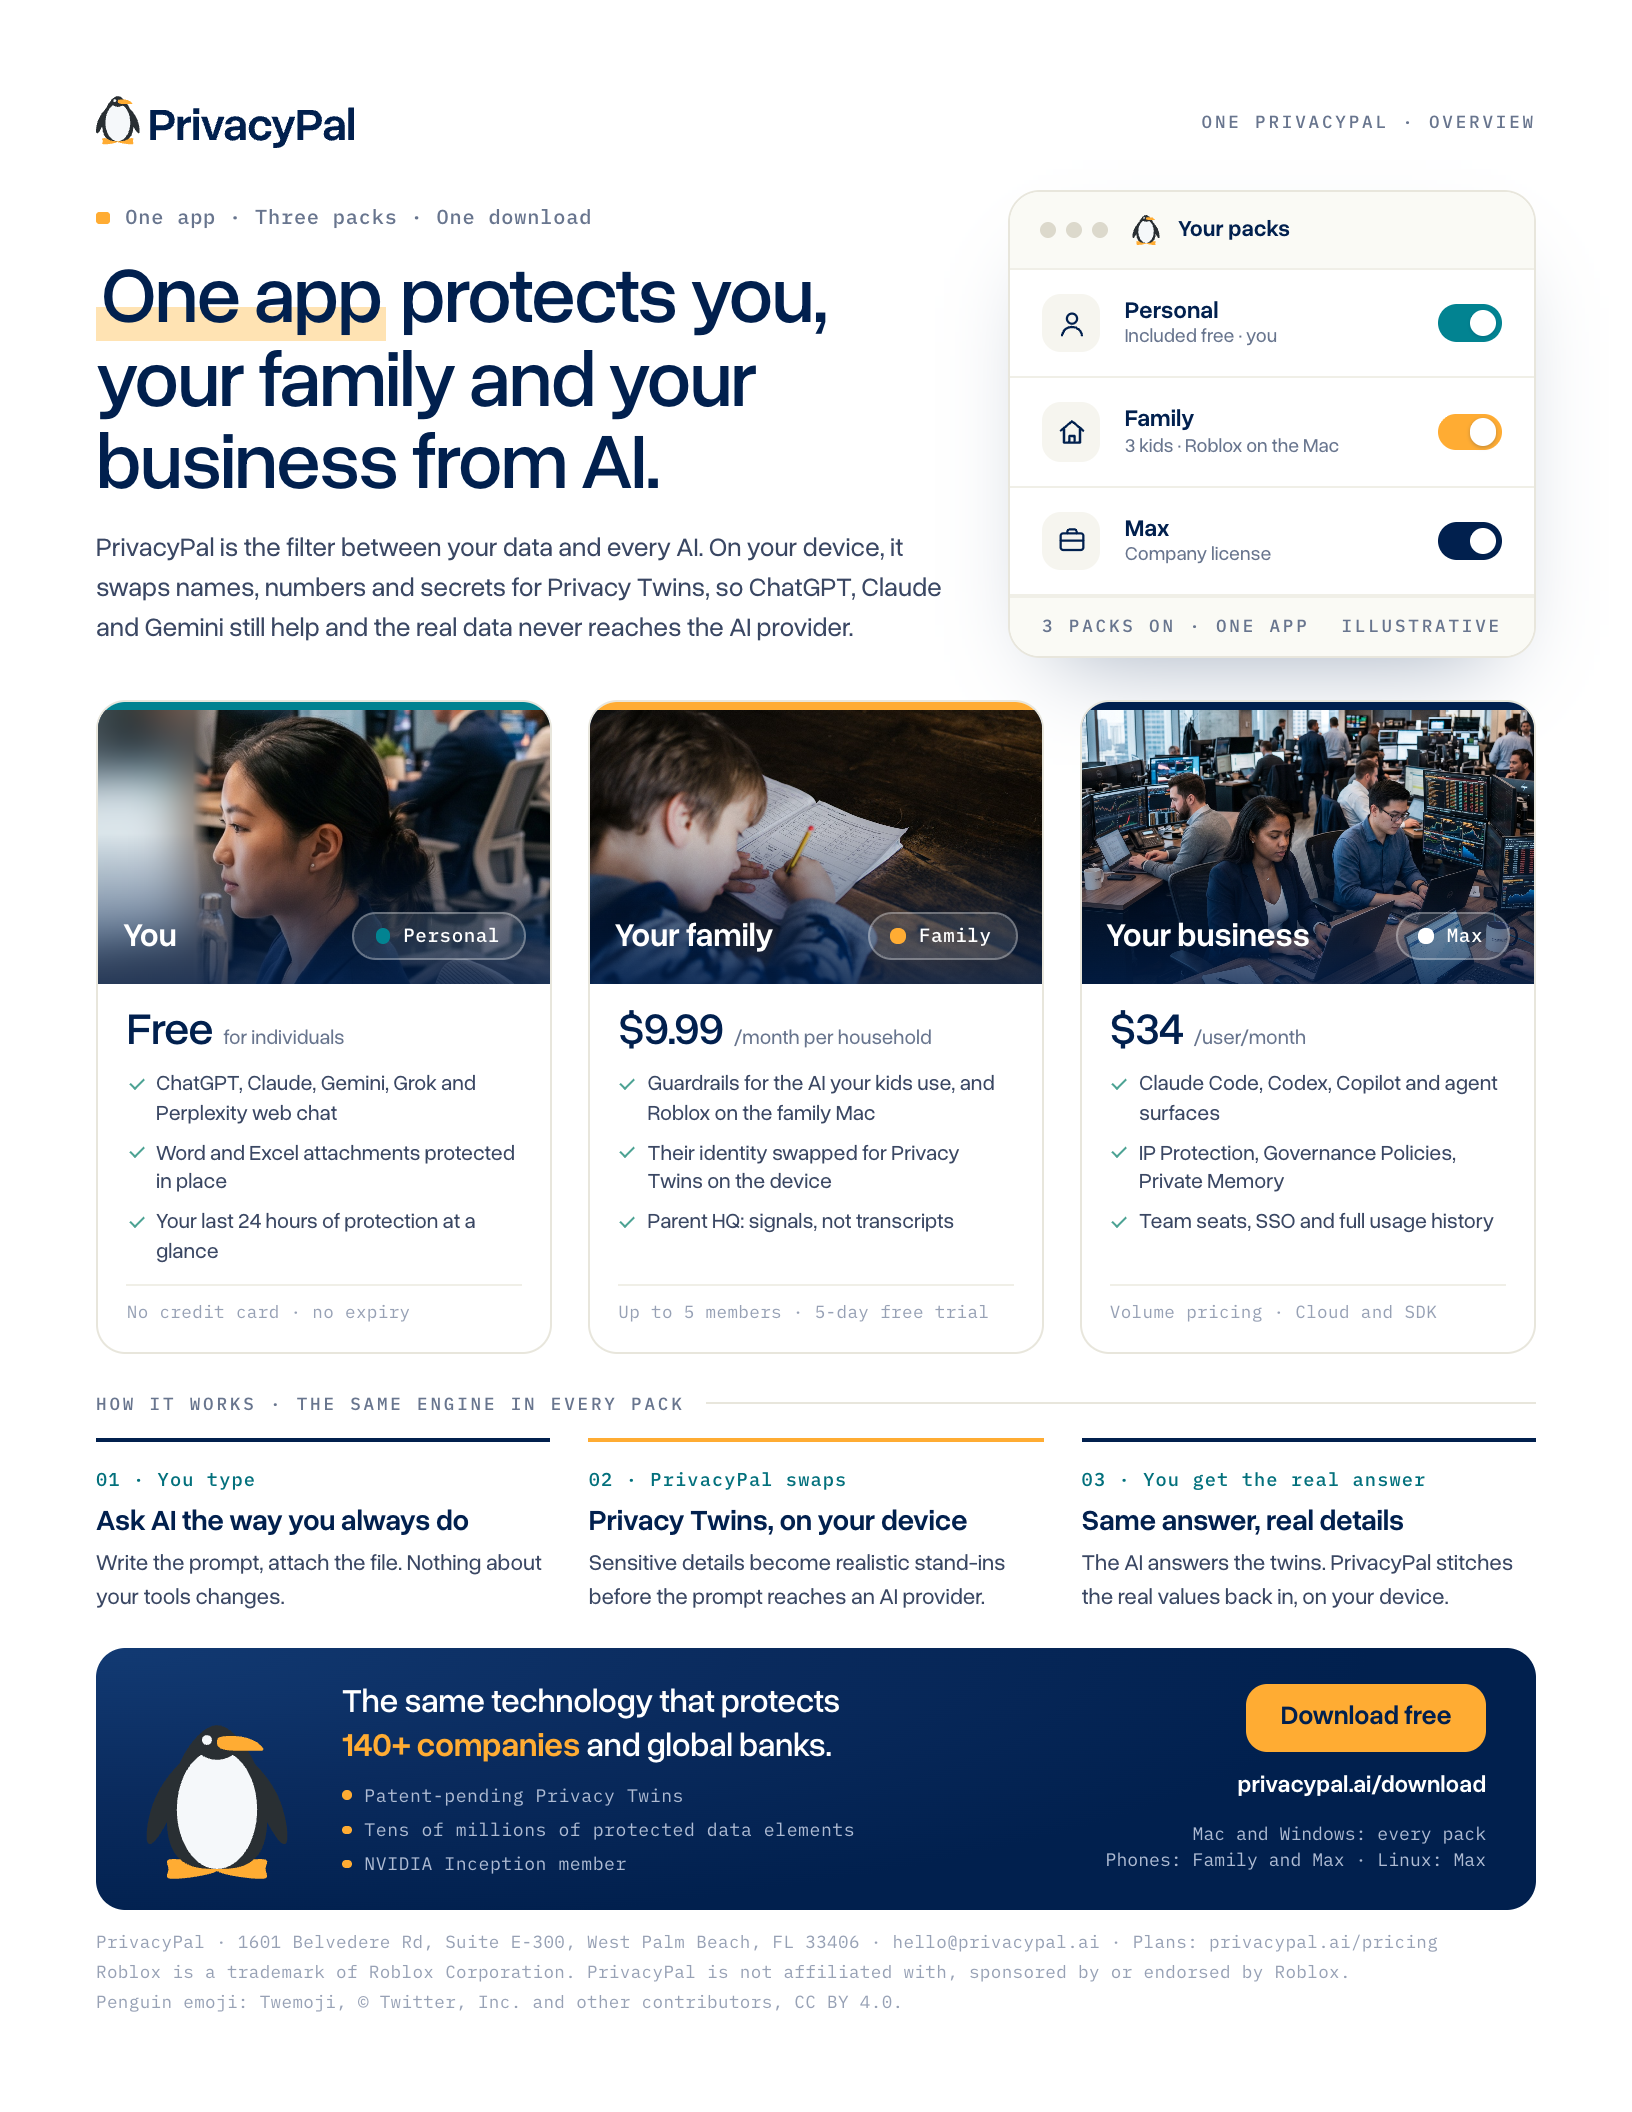 PrivacyPal
ONE PRIVACYPAL · OVERVIEW
One app · Three packs · One download
One app protects you,
your family and your
business from AI.
PrivacyPal is the filter between your data and every AI. On your device, it
swaps names, numbers and secrets for Privacy Twins, so ChatGPT, Claude
and Gemini still help and the real data never reaches the AI provider.
Your packs
Personal
Included free · you
Family
3 kids · Roblox on the Mac
Max
Company license
3 PACKS ON · ONE APP ILLUSTRATIVE
You
Personal
Free for individuals
ChatGPT, Claude, Gemini, Grok and
Perplexity web chat
Word and Excel attachments protected
in place
Your last 24 hours of protection at a
glance
No credit card · no expiry
Your family
Family
$9.99 /month per household
Guardrails for the AI your kids use, and
Roblox on the family Mac
Their identity swapped for Privacy
Twins on the device
Parent HQ: signals, not transcripts
Up to 5 members · 5-day free trial
Your business
Max
$34 /user/month
Claude Code, Codex, Copilot and agent
surfaces
IP Protection, Governance Policies,
Private Memory
Team seats, SSO and full usage history
Volume pricing · Cloud and SDK
HOW IT WORKS · THE SAME ENGINE IN EVERY PACK
01 · You type
Ask AI the way you always do
Write the prompt, attach the file. Nothing about
your tools changes.
02 · PrivacyPal swaps
Privacy Twins, on your device
Sensitive details become realistic stand-ins
before the prompt reaches an AI provider.
03 · You get the real answer
Same answer, real details
The AI answers the twins. PrivacyPal stitches
the real values back in, on your device.
The same technology that protects
140+ companies and global banks.
Patent-pending Privacy Twins
Tens of millions of protected data elements
NVIDIA Inception member
Download free
privacypal.ai/download
Mac and Windows: every pack
Phones: Family and Max · Linux: Max
PrivacyPal · 1601 Belvedere Rd, Suite E-300, West Palm Beach, FL 33406 · hello@privacypal.ai · Plans: privacypal.ai/pricing
Roblox is a trademark of Roblox Corporation. PrivacyPal is not affiliated with, sponsored by or endorsed by Roblox.
Penguin emoji: Twemoji, © Twitter, Inc. and other contributors, CC BY 4.0.